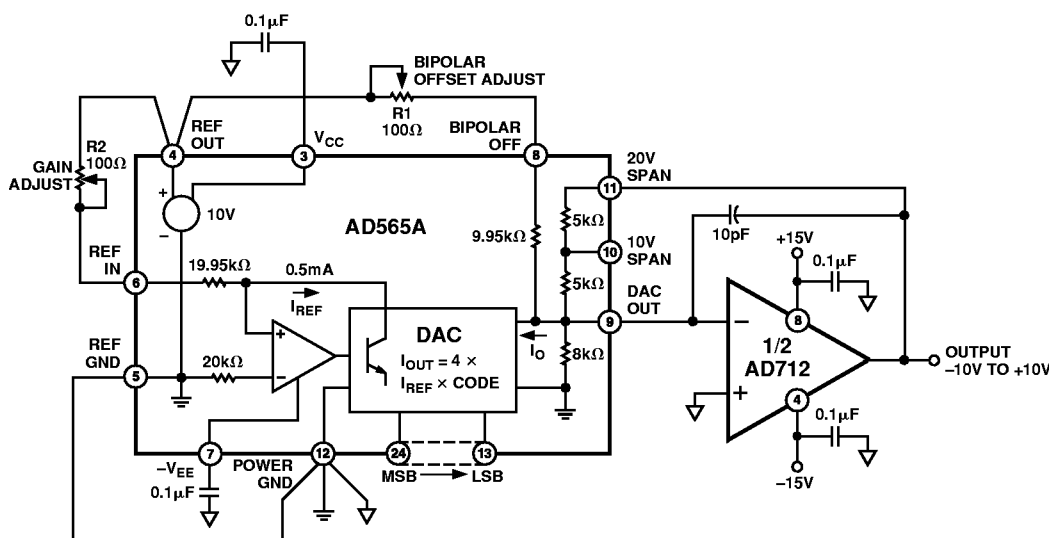 0.1µF
BIPOLAR
OFFSET ADJUST
R1
100Ω
REF
OUT
VCC
BIPOLAR
OFF
R2
100Ω
GAIN
ADJUST
4
3
8
20V
SPAN
11
+
–
10V
AD565A
9.95kΩ
5kΩ
10
10V
SPAN
5kΩ
10pF
+15V
0.1µF
REF
IN
6
19.95kΩ
0.5mA
IREF
DAC
OUT
9
IO
8kΩ
DAC
IOUT = 4 ×
IREF × CODE
+
–
REF
GND
5
20kΩ
–
+
8
1/2
AD712
4
OUTPUT
–10V TO +10V
0.1µF
–15V
7
–VEE
0.1µF
POWER
GND
12
24
13
MSB
LSB